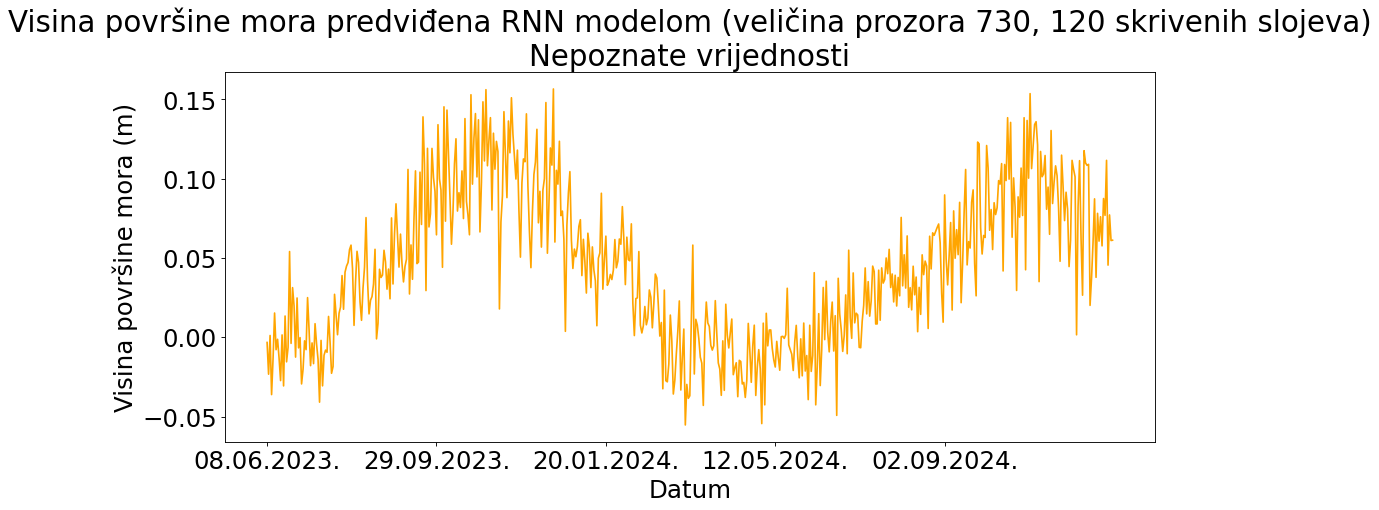 Visina površine mora predviđena RNN modelom (veličina prozora 730, 120 skrivenih slojeva)
Nepoznate vrijednosti
Visina površine mora (m)
0.15
0.10
0.05
0.00
−0.05
08.06.2023. 29.09.2023. 20.01.2024. 12.05.2024. 02.09.2024.
Datum